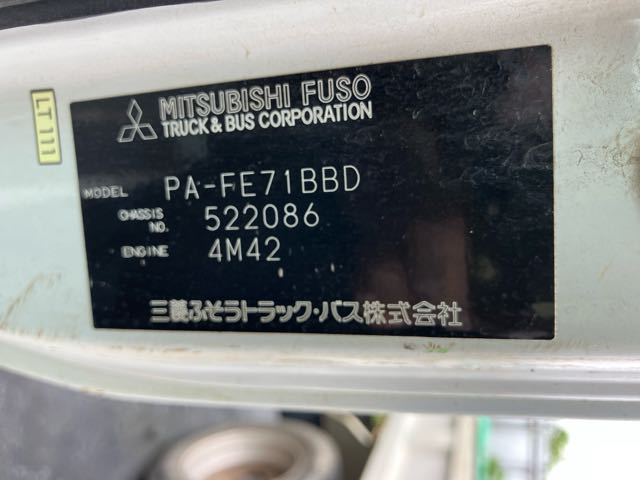 MITSUBISHI FUSO
TRUCK & BUS CORPORATION
MODEL PA-FE71BBD
CHASSIS NO. 522086
ENGINE 4M42
三菱ふそうトラック・バス株式会社
LT111